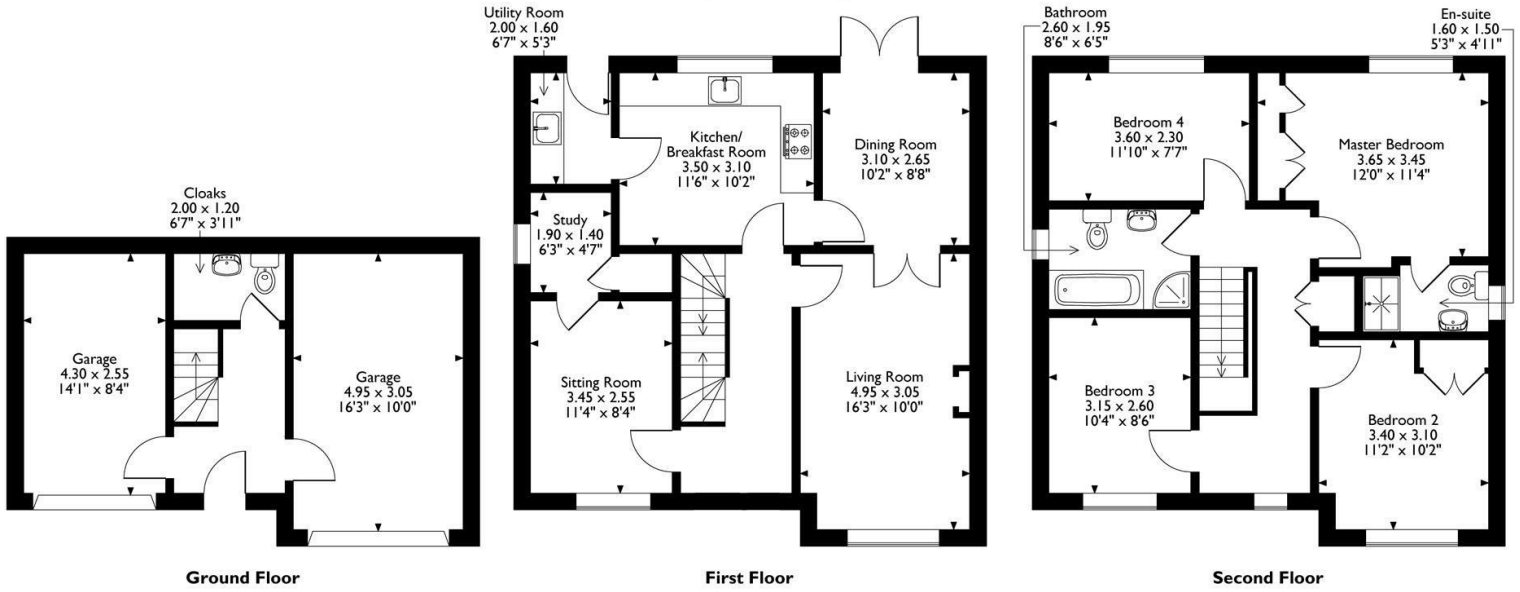 Cloaks
2.00 x 1.20
6'7" x 3'11"
Garage
4.30 x 2.55
14'1" x 8'4"
Garage
4.95 x 3.05
16'3" x 10'0"
Ground Floor
Utility Room
2.00 x 1.60
6'7" x 5'3"
Kitchen/
Breakfast Room
3.50 x 3.10
11'6" x 10'2"
Dining Room
3.10 x 2.65
10'2" x 8'8"
Study
1.90 x 1.40
6'3" x 4'7"
Sitting Room
3.45 x 2.55
11'4" x 8'4"
Living Room
4.95 x 3.05
16'3" x 10'0"
First Floor
Bathroom
2.60 x 1.95
8'6" x 6'5"
En-suite
1.60 x 1.50
5'3" x 4'11"
Bedroom 4
3.60 x 2.30
11'10" x 7'7"
Master Bedroom
3.65 x 3.45
12'0" x 11'4"
Bedroom 3
3.15 x 2.60
10'4" x 8'6"
Bedroom 2
3.40 x 3.10
11'2" x 10'2"
Second Floor